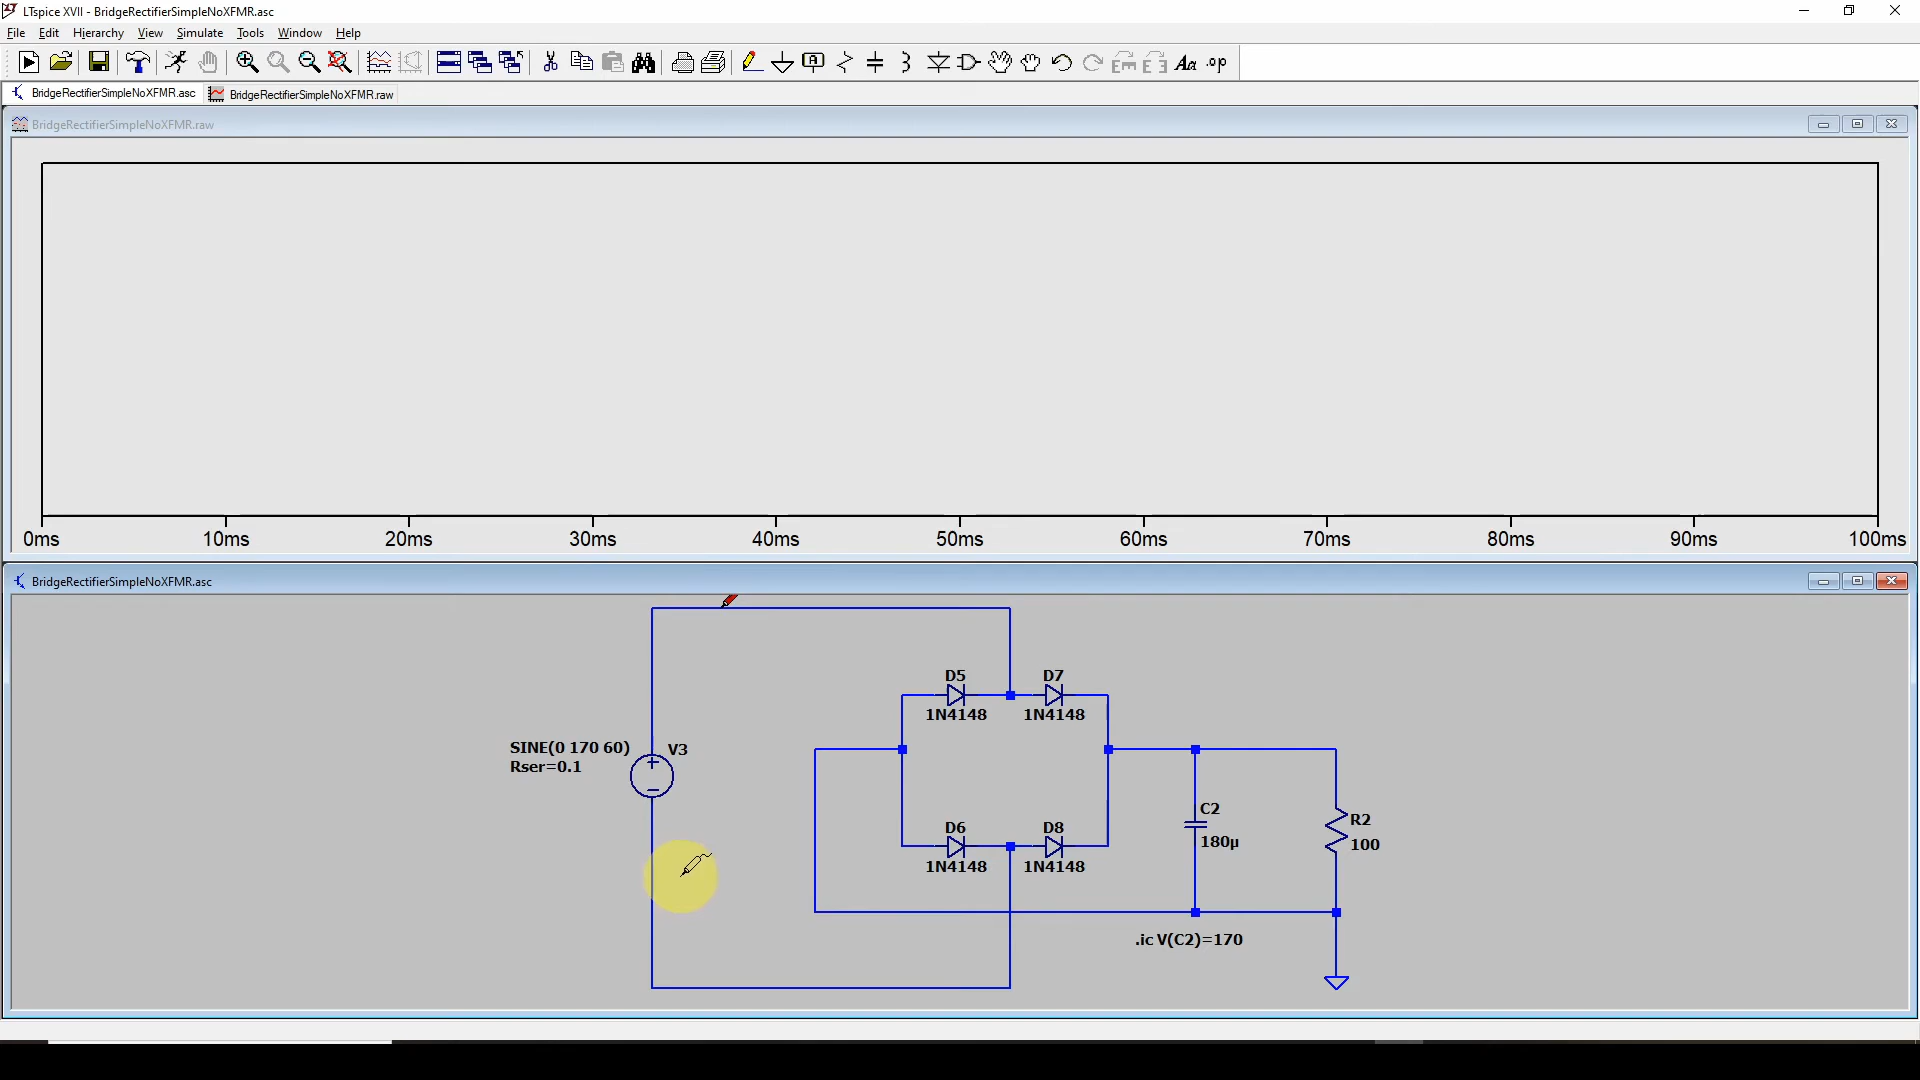 LTspice XVII - BridgeRectifierSimpleNoXFMR.asc
File Edit Hierarchy View Simulate Tools Window Help
Aa .op
BridgeRectifierSimpleNoXFMR.asc BridgeRectifierSimpleNoXFMR.raw
BridgeRectifierSimpleNoXFMR.raw
0ms 10ms 20ms 30ms 40ms 50ms 60ms 70ms 80ms 90ms 100ms
BridgeRectifierSimpleNoXFMR.asc
D5 D7
1N4148 1N4148
SINE(0 170 60) V3
Rser=0.1
C2
R2
D6 D8
180µ 100
1N4148 1N4148
.ic V(C2)=170